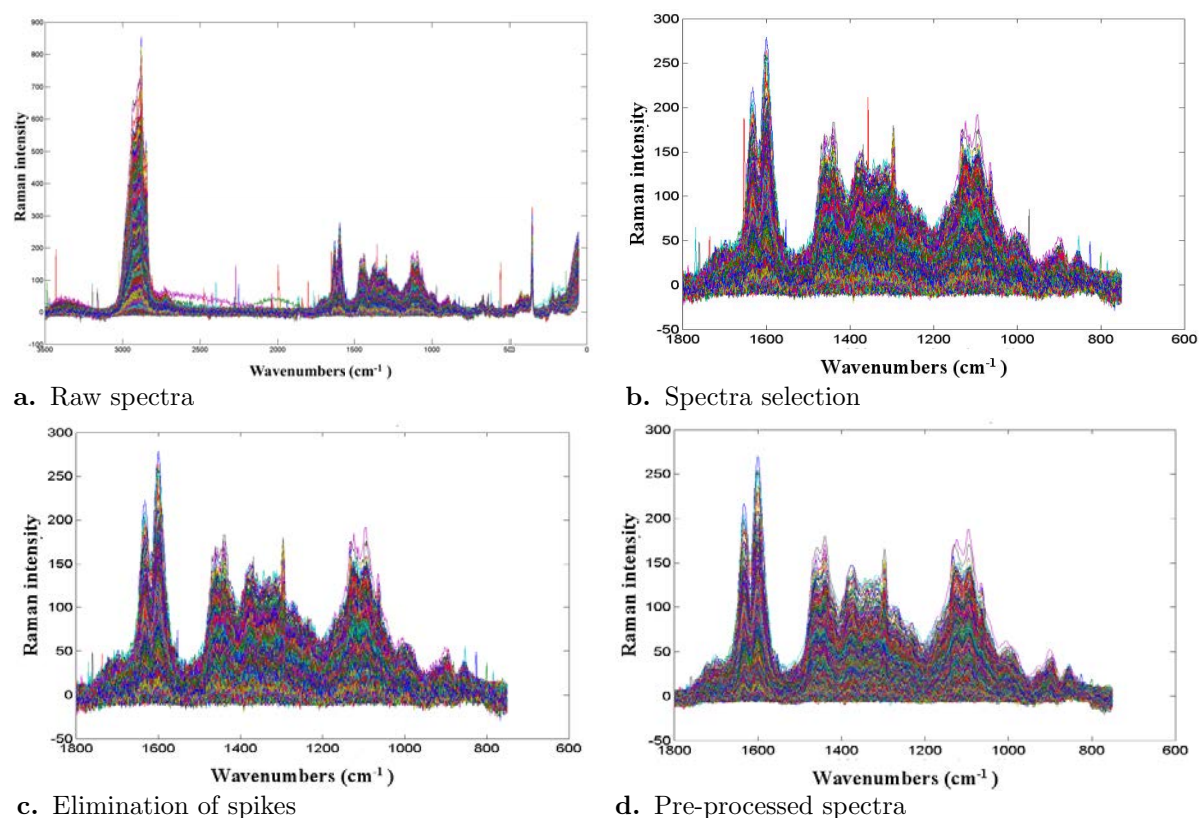 900
800
700
600
500
400
300
200
100
0
-100
Raman intensity
3500 3000 2500 2000 1500 1000 500 0
Wavenumbers (cm-1)
a. Raw spectra
300
250
200
150
100
50
0
-50
Raman intensity
1800 1600 1400 1200 1000 800 600
Wavenumbers (cm-1)
b. Spectra selection
300
250
200
150
100
50
0
-50
Raman intensity
1800 1600 1400 1200 1000 800 600
Wavenumbers (cm-1)
c. Elimination of spikes
300
250
200
150
100
50
0
-50
Raman intensity
1800 1600 1400 1200 1000 800 600
Wavenumbers (cm-1)
d. Pre-processed spectra